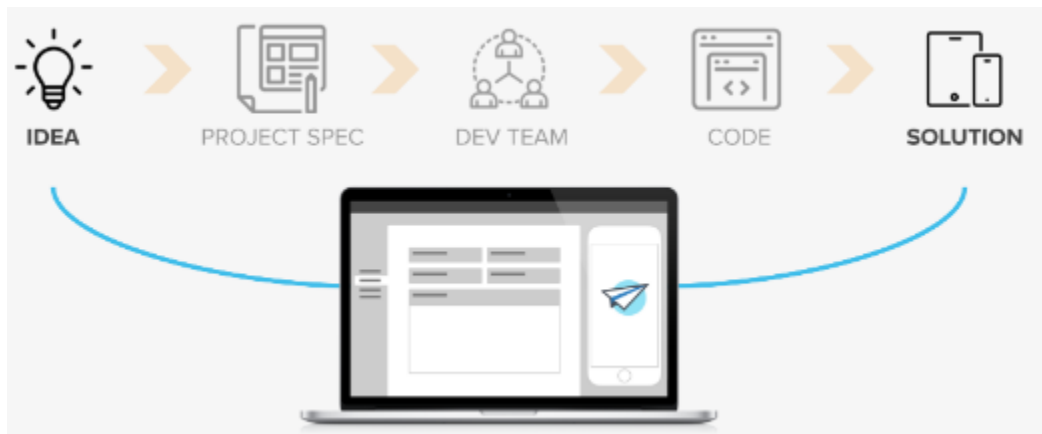 IDEA
PROJECT SPEC
DEV TEAM
CODE
SOLUTION